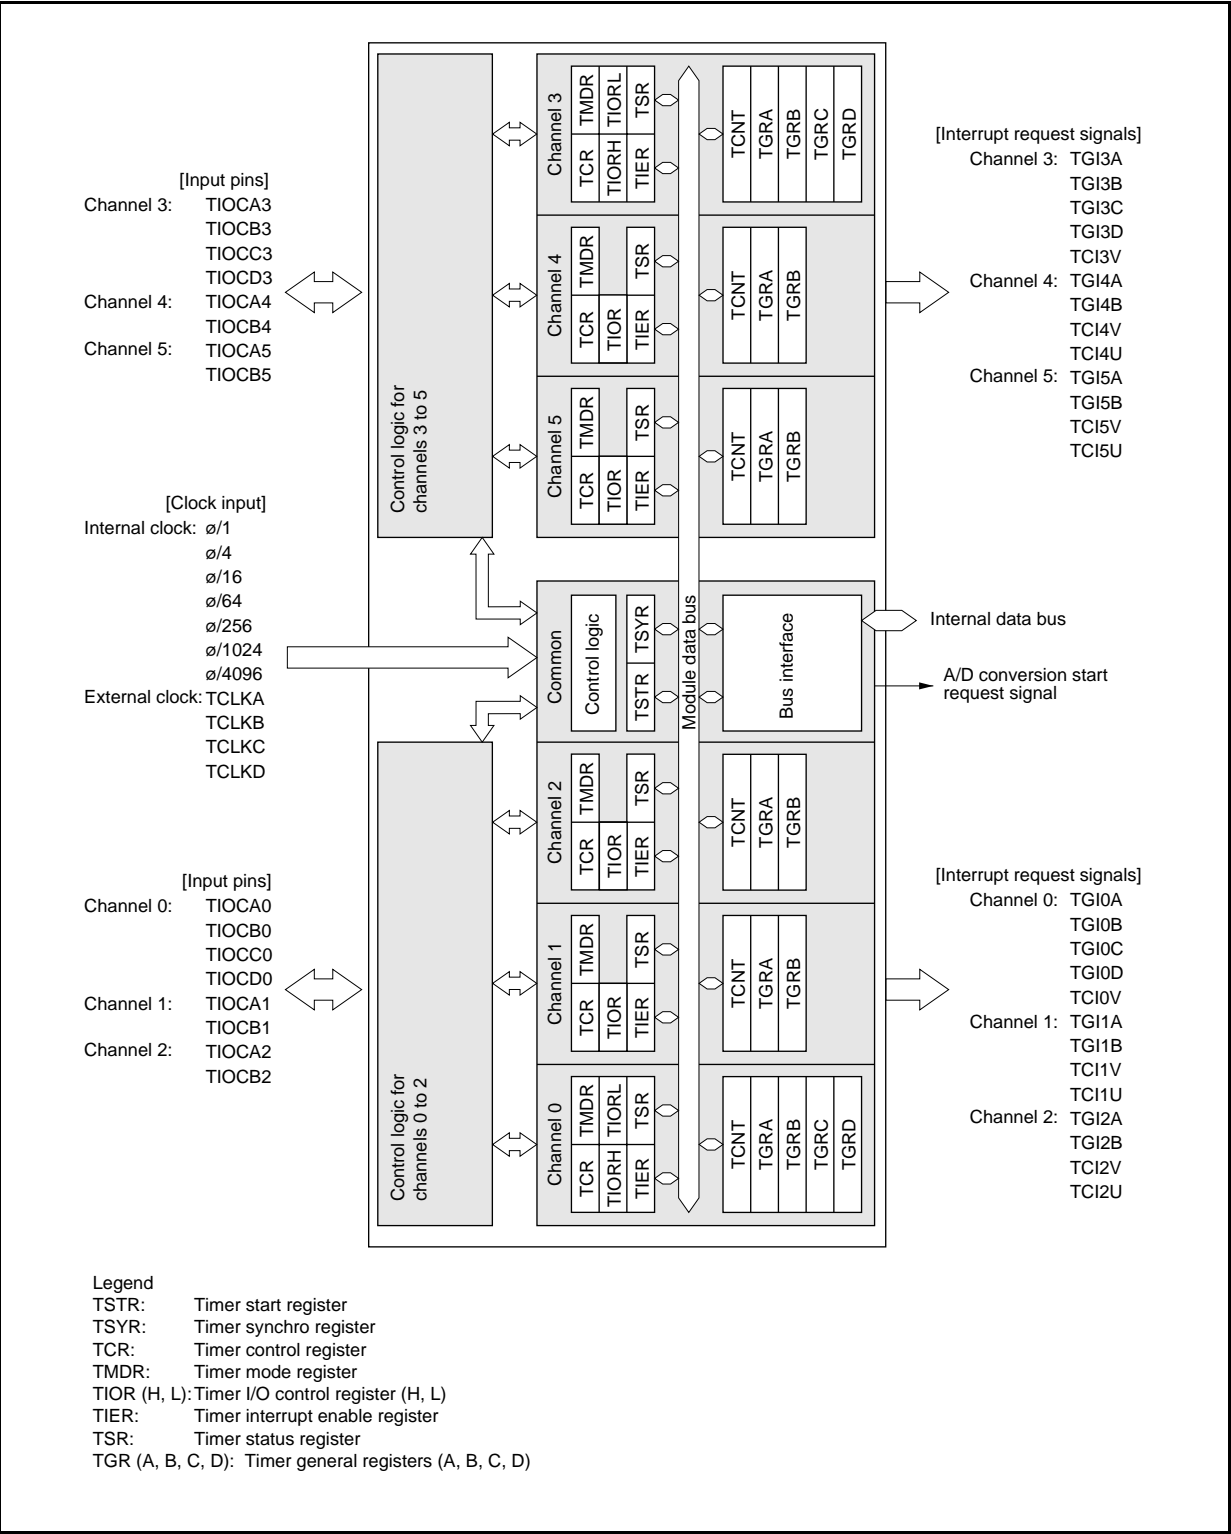 [Input pins]
Channel 3: TIOCA3
TIOCB3
TIOCC3
TIOCD3
Channel 4: TIOCA4
TIOCB4
Channel 5: TIOCA5
TIOCB5
[Clock input]
Internal clock: ø/1
ø/4
ø/16
ø/64
ø/256
ø/1024
ø/4096
External clock: TCLKA
TCLKB
TCLKC
TCLKD
[Input pins]
Channel 0: TIOCA0
TIOCB0
TIOCC0
TIOCD0
Channel 1: TIOCA1
TIOCB1
Channel 2: TIOCA2
TIOCB2
Control logic for
channels 3 to 5
Control logic for
channels 0 to 2
Channel 3
TCR TMDR
TIORH TIORL
TIER TSR
TCNT
TGRA
TGRB
TGRC
TGRD
Channel 4
TCR TMDR
TIOR
TIER TSR
TCNT
TGRA
TGRB
Channel 5
TCR TMDR
TIOR
TIER TSR
TCNT
TGRA
TGRB
Common
Control logic
TSTR TSYR
Module data bus
Bus interface
Channel 2
TCR TMDR
TIOR
TIER TSR
TCNT
TGRA
TGRB
Channel 1
TCR TMDR
TIOR
TIER TSR
TCNT
TGRA
TGRB
Channel 0
TCR TMDR
TIORH TIORL
TIER TSR
TCNT
TGRA
TGRB
TGRC
TGRD
[Interrupt request signals]
Channel 3: TGI3A
TGI3B
TGI3C
TGI3D
TCI3V
Channel 4: TGI4A
TGI4B
TCI4V
TCI4U
Channel 5: TGI5A
TGI5B
TCI5V
TCI5U
Internal data bus
A/D conversion start
request signal
[Interrupt request signals]
Channel 0: TGI0A
TGI0B
TGI0C
TGI0D
TCI0V
Channel 1: TGI1A
TGI1B
TCI1V
TCI1U
Channel 2: TGI2A
TGI2B
TCI2V
TCI2U
Legend
TSTR: Timer start register
TSYR: Timer synchro register
TCR: Timer control register
TMDR: Timer mode register
TIOR (H, L): Timer I/O control register (H, L)
TIER: Timer interrupt enable register
TSR: Timer status register
TGR (A, B, C, D): Timer general registers (A, B, C, D)